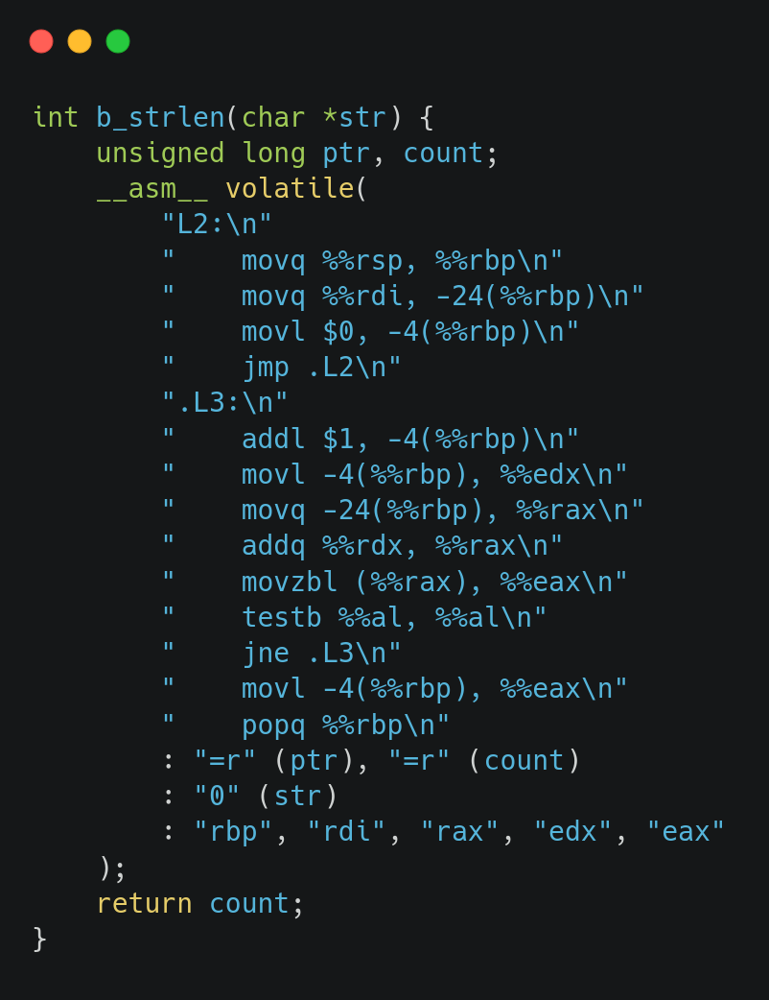 int b_strlen(char *str) {
    unsigned long ptr, count;
    __asm__ volatile(
        "L2:\n"
        "    movq %%rsp, %%rbp\n"
        "    movq %%rdi, -24(%%rbp)\n"
        "    movl $0, -4(%%rbp)\n"
        "    jmp .L2\n"
        ".L3:\n"
        "    addl $1, -4(%%rbp)\n"
        "    movl -4(%%rbp), %%edx\n"
        "    movq -24(%%rbp), %%rax\n"
        "    addq %%rdx, %%rax\n"
        "    movzbl (%%rax), %%eax\n"
        "    testb %%al, %%al\n"
        "    jne .L3\n"
        "    movl -4(%%rbp), %%eax\n"
        "    popq %%rbp\n"
        : "=r" (ptr), "=r" (count)
        : "0" (str)
        : "rbp", "rdi", "rax", "edx", "eax"
    );
    return count;
}